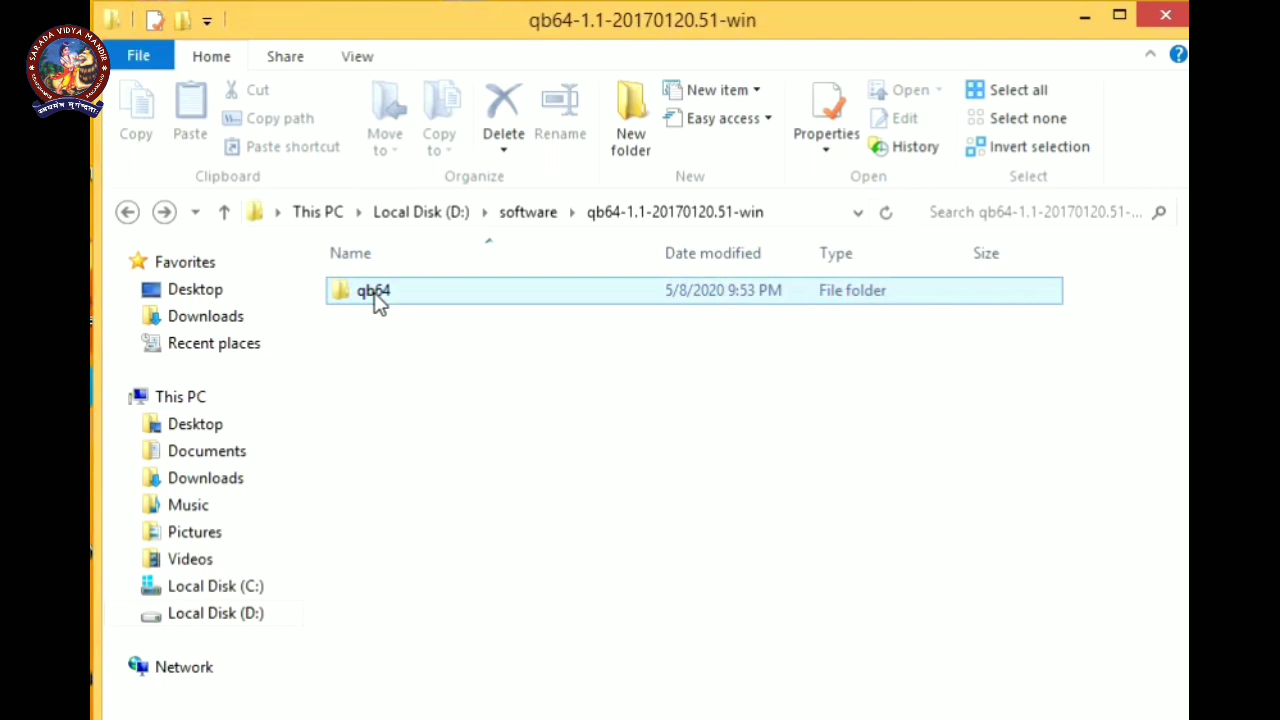 qb64-1.1-20170120.51-win
SARADA VIDYA MANDIR
File Home Share View
Copy
Paste
Cut
Copy path
Paste shortcut
Clipboard
Move to
Copy to
Delete
Rename
Organize
New folder
New item
Easy access
New
Properties
Open
Edit
History
Open
Select all
Select none
Invert selection
Select
This PC Local Disk (D:) software qb64-1.1-20170120.51-win
Search qb64-1.1-20170120.51-...
Name Date modified Type Size
qb64 5/8/2020 9:53 PM File folder
Favorites
Desktop
Downloads
Recent places
This PC
Desktop
Documents
Downloads
Music
Pictures
Videos
Local Disk (C:)
Local Disk (D:)
Network